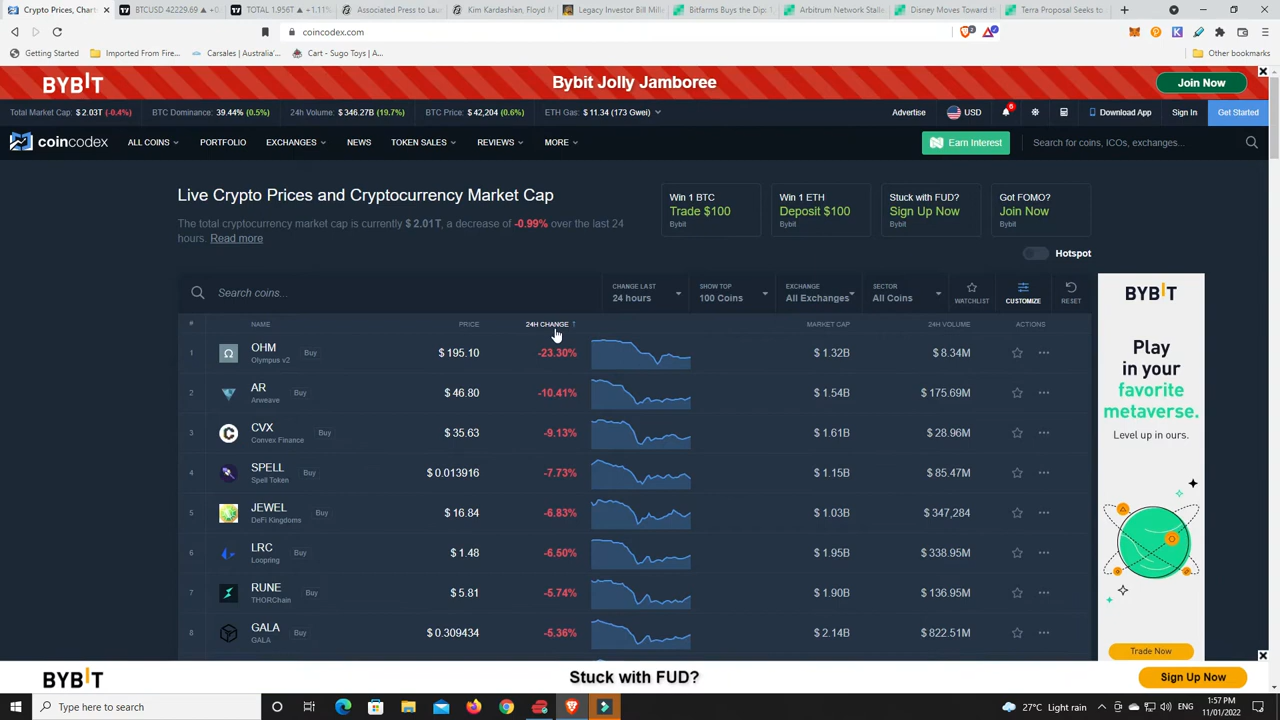 Crypto Prices, Chart
BTCUSD 42229.69 ▲ +0.
TOTAL 1.956T ▲ +1.11%
Associated Press to Laun
Kim Kardashian, Floyd M
Legacy Investor Bill Mille
Bitfarms Buys the Dip: 1
Arbitrum Network Stalle
Disney Moves Toward th
Terra Proposal Seeks to
coincodex.com
Getting Started
Imported From Fire...
Carsales | Australia'...
Cart - Sugo Toys | A...
Other bookmarks
BYBIT
Bybit Jolly Jamboree
Join Now
Total Market Cap: $ 2.03T (-0.4%)
BTC Dominance: 39.44% (0.5%)
24h Volume: $ 346.27B (19.7%)
BTC Price: $ 42,204 (0.6%)
ETH Gas: $ 11.34 (173 Gwei)
Advertise
USD
6
Download App
Sign In
Get Started
coincodex
ALL COINS
PORTFOLIO
EXCHANGES
NEWS
TOKEN SALES
REVIEWS
MORE
Earn Interest
Search for coins, ICOs, exchanges...
Live Crypto Prices and Cryptocurrency Market Cap
The total cryptocurrency market cap is currently $ 2.01T, a decrease of -0.99% over the last 24
hours. Read more
Win 1 BTC
Trade $100
Bybit
Win 1 ETH
Deposit $100
Bybit
Stuck with FUD?
Sign Up Now
Bybit
Got FOMO?
Join Now
Bybit
Hotspot
Search coins...
CHANGE LAST
24 hours
SHOW TOP
100 Coins
EXCHANGE
All Exchanges
SECTOR
All Coins
WATCHLIST
CUSTOMIZE
RESET
# NAME PRICE 24H CHANGE ↑ MARKET CAP 24H VOLUME ACTIONS
1 OHM Olympus v2 Buy $ 195.10 -23.30% $ 1.32B $ 8.34M
2 AR Arweave Buy $ 46.80 -10.41% $ 1.54B $ 175.69M
3 CVX Convex Finance Buy $ 35.63 -9.13% $ 1.61B $ 28.96M
4 SPELL Spell Token Buy $ 0.013916 -7.73% $ 1.15B $ 85.47M
5 JEWEL DeFi Kingdoms Buy $ 16.84 -6.83% $ 1.03B $ 347,284
6 LRC Loopring Buy $ 1.48 -6.50% $ 1.95B $ 338.95M
7 RUNE THORChain Buy $ 5.81 -5.74% $ 1.90B $ 136.95M
8 GALA GALA Buy $ 0.309434 -5.36% $ 2.14B $ 822.51M
BYBIT
Play
in your
favorite
metaverse.
Level up in ours.
Trade Now
BYBIT
Stuck with FUD?
Sign Up Now
Type here to search
27°C Light rain
1:57 PM
11/01/2022